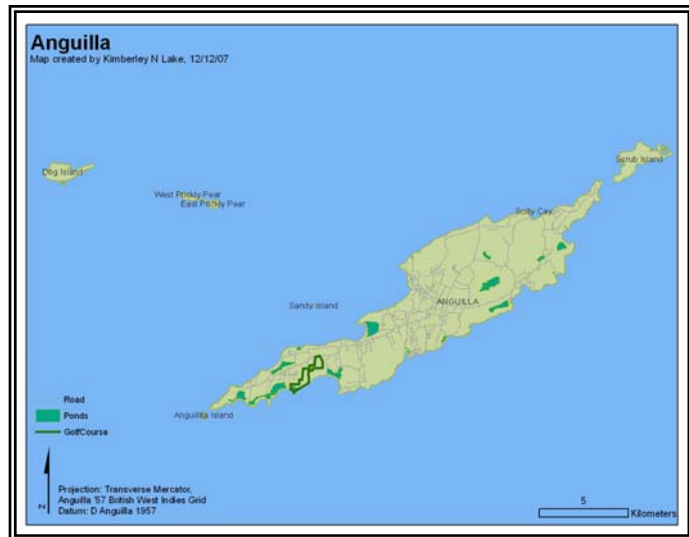 Anguilla
Map created by Kimberley N Lake, 12/12/07
Dog Island
Scrub Island
West Prickly Pear
East Prickly Pear
Scilly Cay
ANGUILLA
Sandy Island
Road
Ponds
GolfCourse
Anguillita Island
N
Projection: Transverse Mercator,
Anguilla '57 British West Indies Grid
Datum: D Anguilla 1957
5
Kilometers